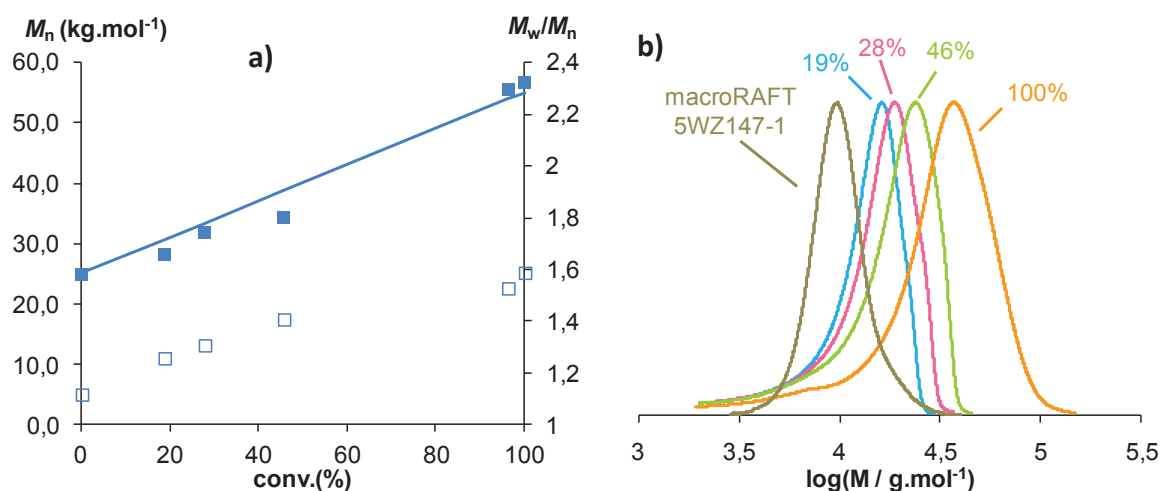 Mn (kg.mol-1)
a)
Mw/Mn
60,0
50,0
40,0
30,0
20,0
10,0
0,0
2,4
2,2
2
1,8
1,6
1,4
1,2
1
0 20 40 60 80 100
conv.(%)
b)
19%
28%
46%
100%
macroRAFT
5WZ147-1
3 3,5 4 4,5 5 5,5
log(M / g.mol-1)